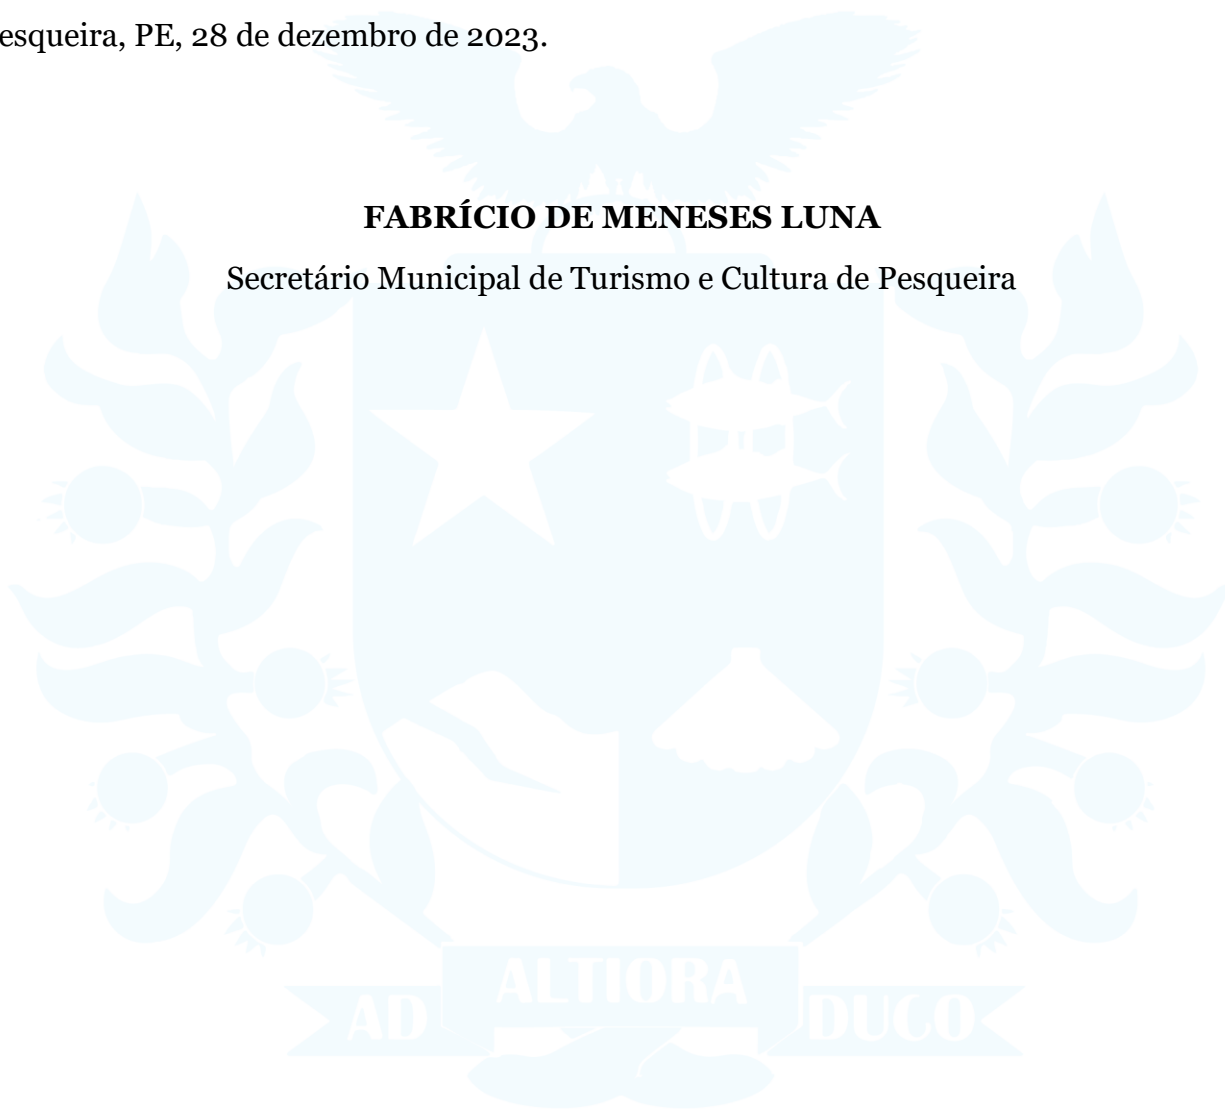 esqueira, PE, 28 de dezembro de 2023.
FABRÍCIO DE MENESES LUNA
Secretário Municipal de Turismo e Cultura de Pesqueira
ALTIORA
AD DUCO